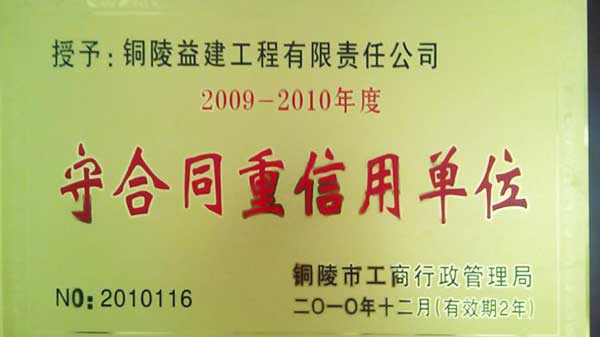 授予：铜陵益建工程有限责任公司
2009-2010年度
守合同重信用单位
铜陵市工商行政管理局
NO: 2010116
二〇一〇年十二月(有效期2年)